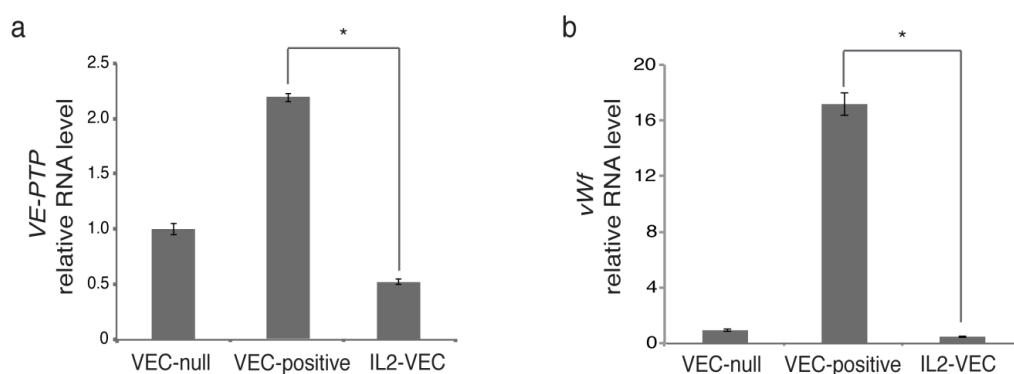 a
*
VE-PTP
relative RNA level
2.5
2.0
1.5
1.0
0.5
0
VEC-null VEC-positive IL2-VEC
b
*
vWf
relative RNA level
20
16
12
8
4
0
VEC-null VEC-positive IL2-VEC